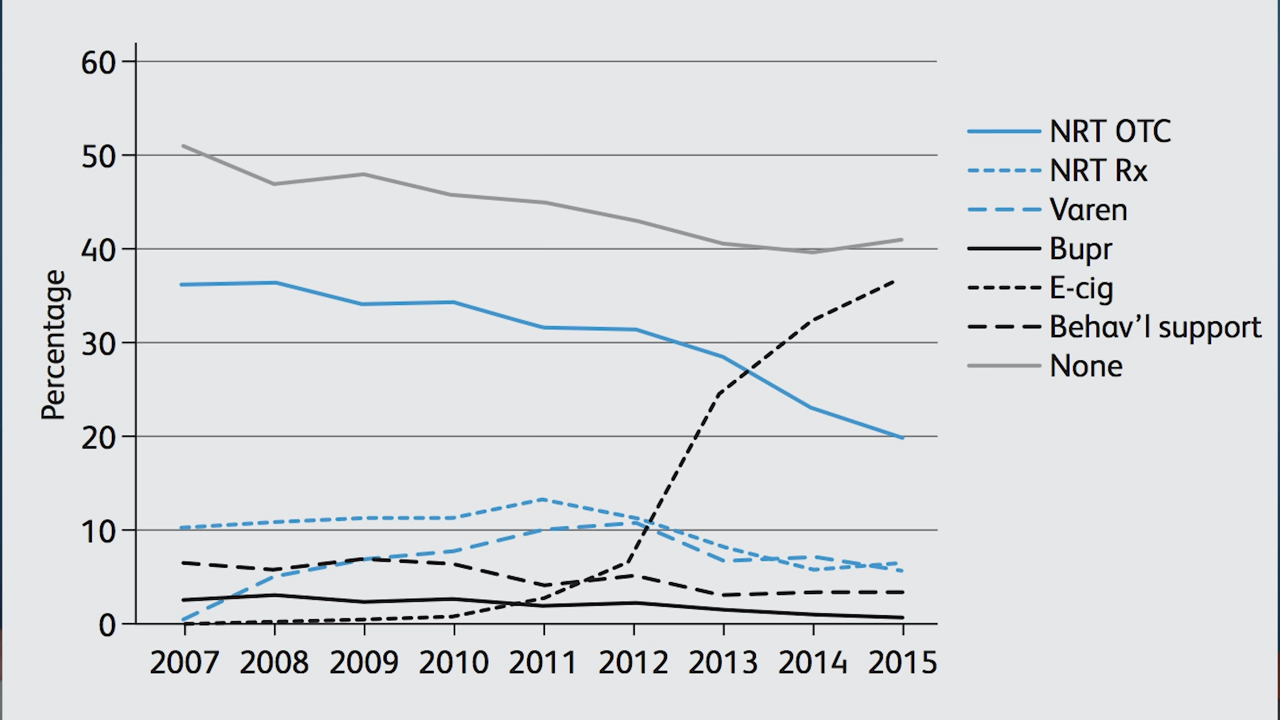 Percentage
60
50
40
30
20
10
0
2007 2008 2009 2010 2011 2012 2013 2014 2015
NRT OTC
NRT Rx
Varen
Bupr
E-cig
Behav’l support
None